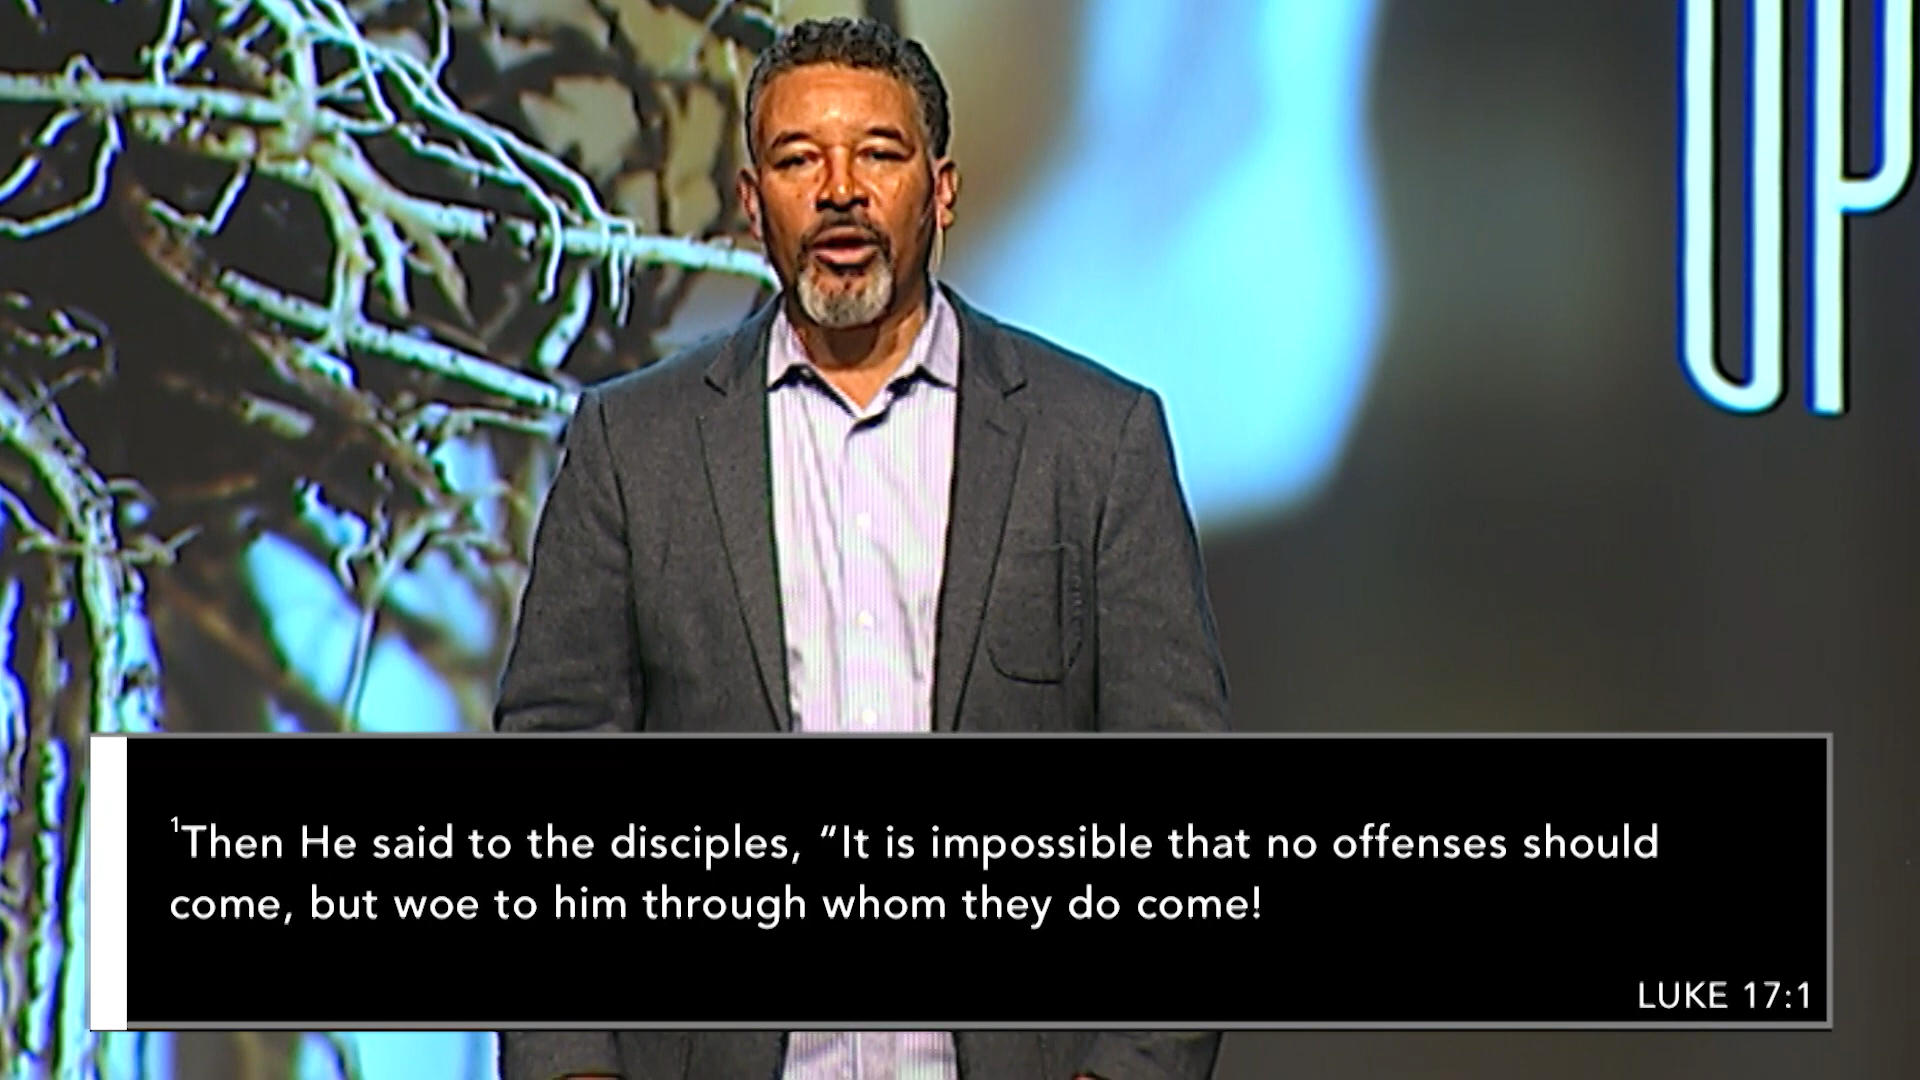 UP
¹Then He said to the disciples, “It is impossible that no offenses should
come, but woe to him through whom they do come!
LUKE 17:1